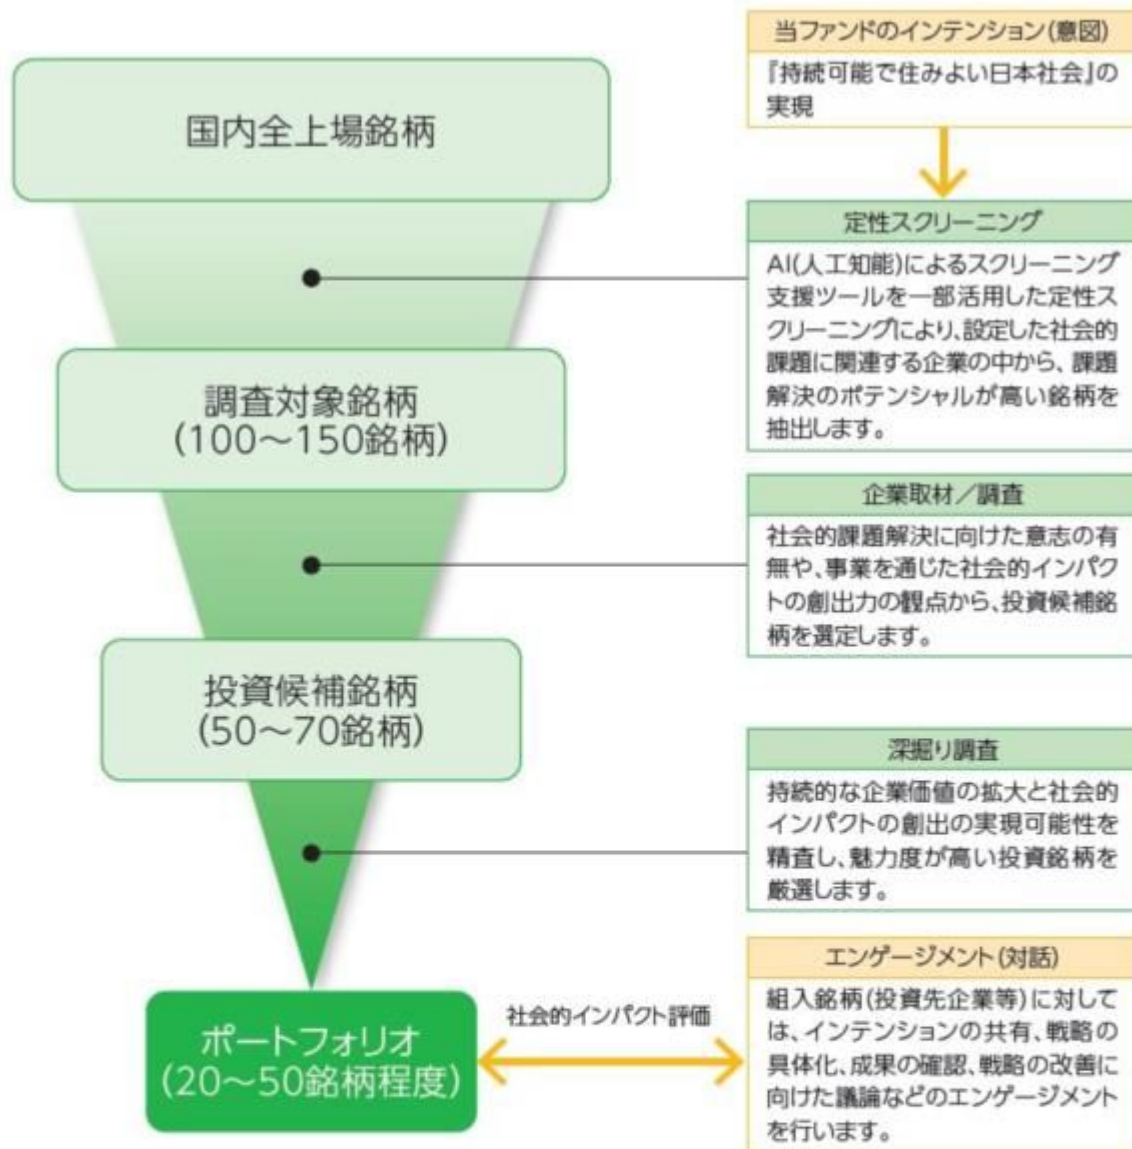 国内全上場銘柄
調査対象銘柄
(100～150銘柄)
投資候補銘柄
(50～70銘柄)
ポートフォリオ
(20～50銘柄程度)
社会的インパクト評価
当ファンドのインテンション(意図)
『持続可能で住みよい日本社会』の
実現
定性スクリーニング
AI(人工知能)によるスクリーニング
支援ツールを一部活用した定性ス
クリーニングにより、設定した社会的
課題に関連する企業の中から、課題
解決のポテンシャルが高い銘柄を
抽出します。
企業取材／調査
社会的課題解決に向けた意志の有
無や、事業を通じた社会的インパク
トの創出力の観点から、投資候補銘
柄を選定します。
深掘り調査
持続的な企業価値の拡大と社会的
インパクトの創出の実現可能性を
精査し、魅力度が高い投資銘柄を
厳選します。
エンゲージメント(対話)
組入銘柄(投資先企業等)に対して
は、インテンションの共有、戦略の
具体化、成果の確認、戦略の改善に
向けた議論などのエンゲージメント
を行います。